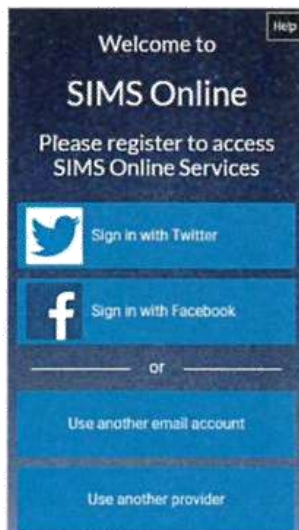 Help
Welcome to
SIMS Online
Please register to access
SIMS Online Services
Sign in with Twitter
Sign in with Facebook
or
Use another email account
Use another provider